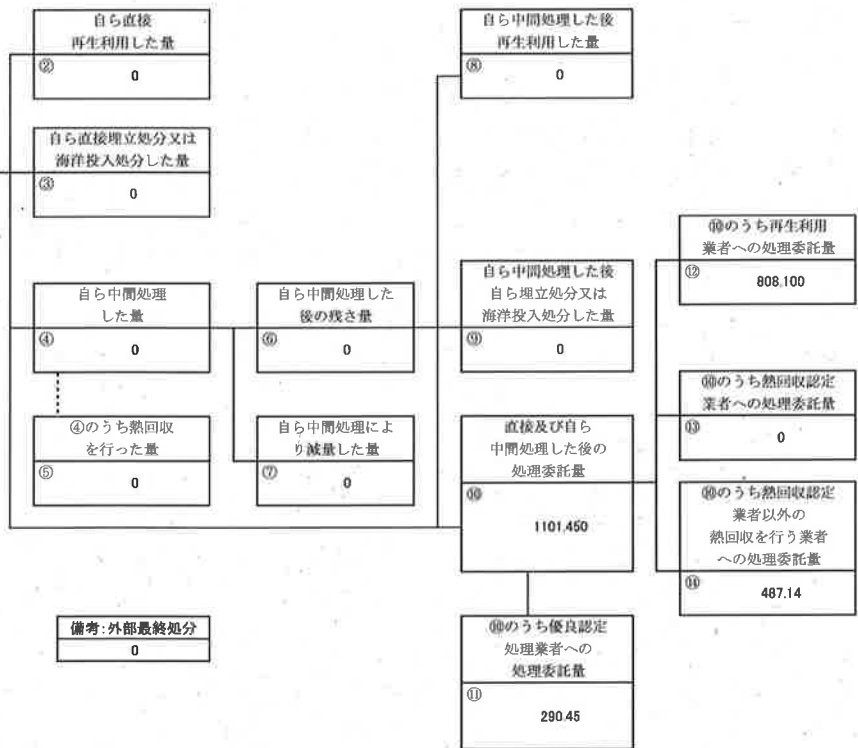 自ら直接
再生利用した量
②
0
自ら中間処理した後
再生利用した量
⑧
0
自ら直接埋立処分又は
海洋投入処分した量
③
0
⑩のうち再生利用
業者への処理委託量
⑫
808,100
自ら中間処理
した量
④
0
自ら中間処理した
後の残さ量
⑥
0
自ら中間処理した後
自ら埋立処分又は
海洋投入処分した量
⑨
0
⑩のうち熱回収認定
業者への処理委託量
⑬
0
④のうち熱回収
を行った量
⑤
0
自ら中間処理によ
り減量した量
⑦
0
直接及び自ら
中間処理した後の
処理委託量
⑩
1101,450
⑩のうち熱回収認定
業者以外の
熱回収を行う業者
への処理委託量
⑭
487.14
備考:外部最終処分
0
⑩のうち優良認定
処理業者への
処理委託量
⑪
290.45